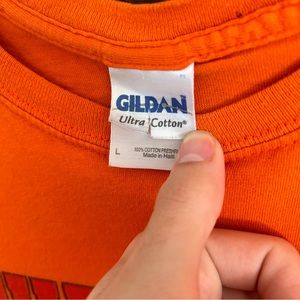 GILDAN
Ultra Cotton®
L
100% COTTON
Made in Haiti